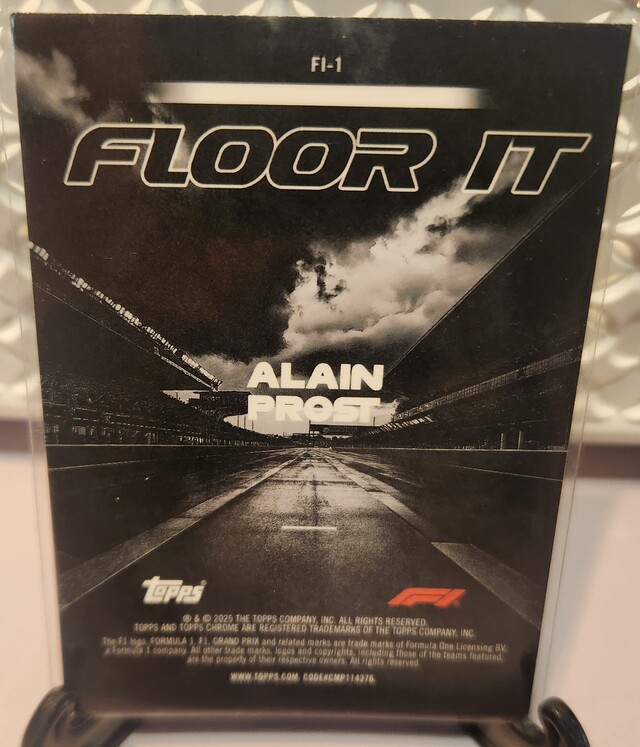 FI-1
FLOOR IT
ALAIN
PROST
Topps
F1
® & © 2025 THE TOPPS COMPANY, INC. ALL RIGHTS RESERVED.
TOPPS AND TOPPS CHROME ARE REGISTERED TRADEMARKS OF THE TOPPS COMPANY, INC.
The F1 logo, FORMULA 1, F1, GRAND PRIX and related marks are trade marks of Formula One Licensing BV,
a Formula 1 company. All other trade marks, logos and copyrights, including those of the teams featured,
are the property of their respective owners. All rights reserved.
WWW.TOPPS.COM CODE#CMP114376